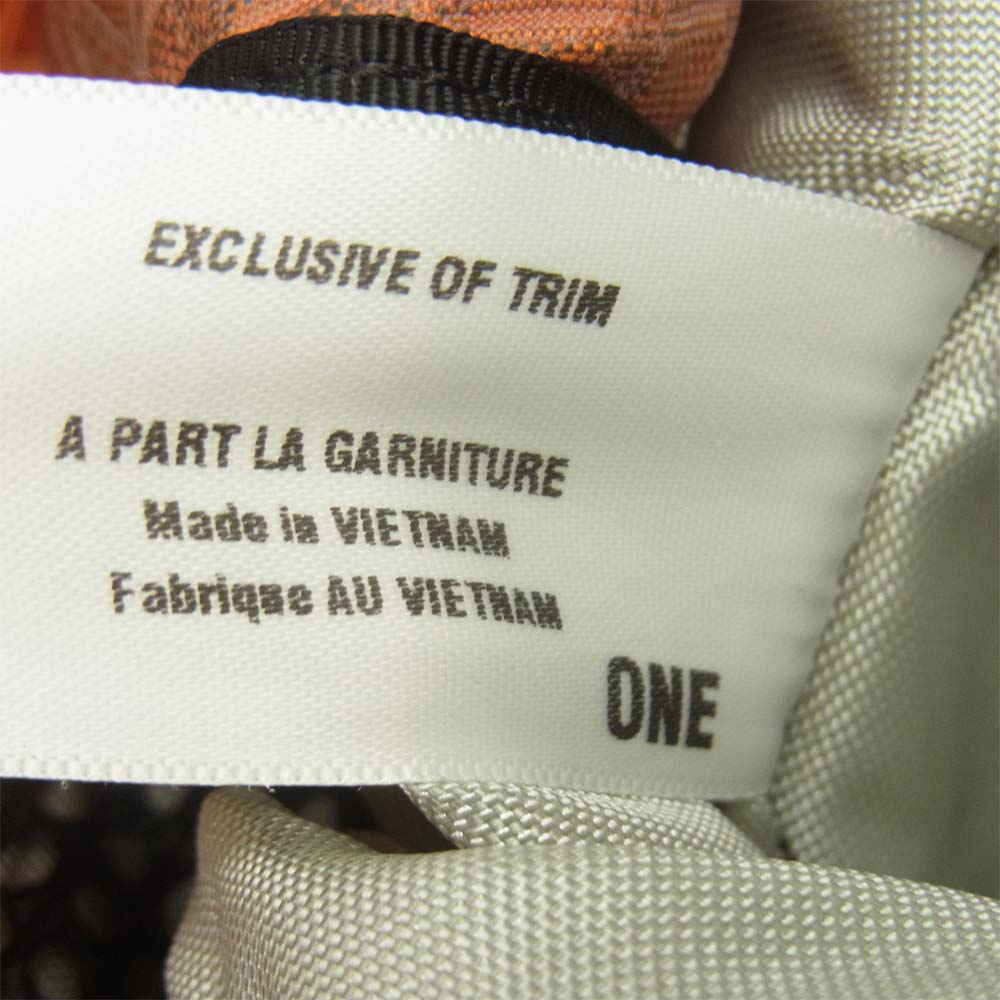 EXCLUSIVE OF TRIM
A PART LA GARNITURE
Made in VIETNAM
Fabrique AU VIETNAM
ONE